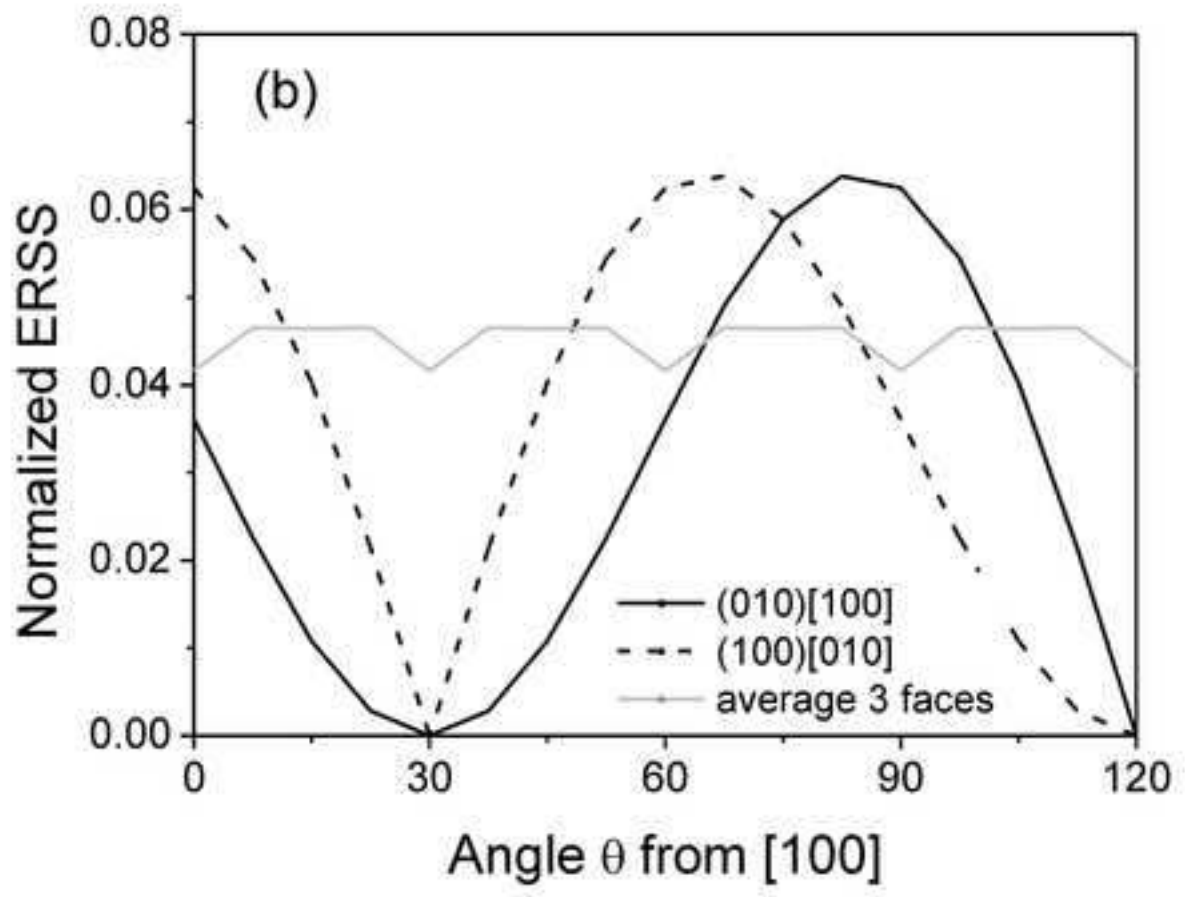 (b)
Normalized ERSS
0.08
0.06
0.04
0.02
0.00
(010)[100]
(100)[010]
average 3 faces
0 30 60 90 120
Angle θ from [100]